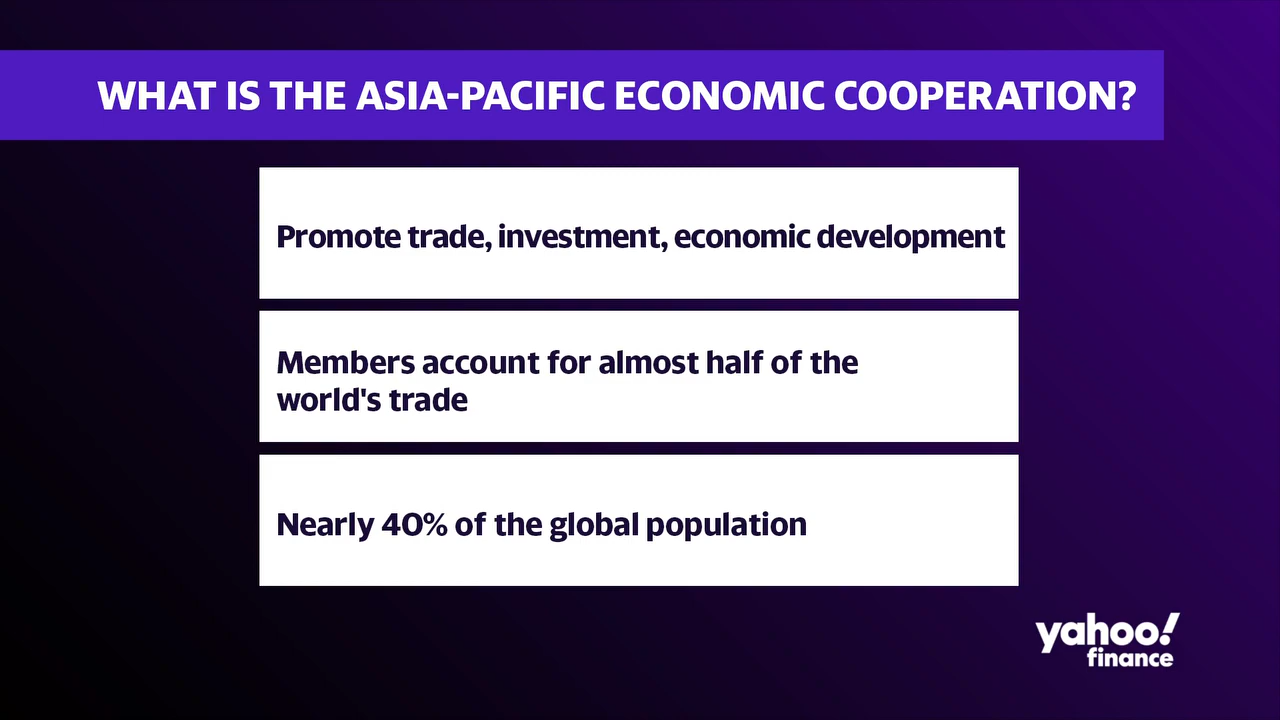 WHAT IS THE ASIA-PACIFIC ECONOMIC COOPERATION?
Promote trade, investment, economic development
Members account for almost half of the
world's trade
Nearly 40% of the global population
yahoo!
finance